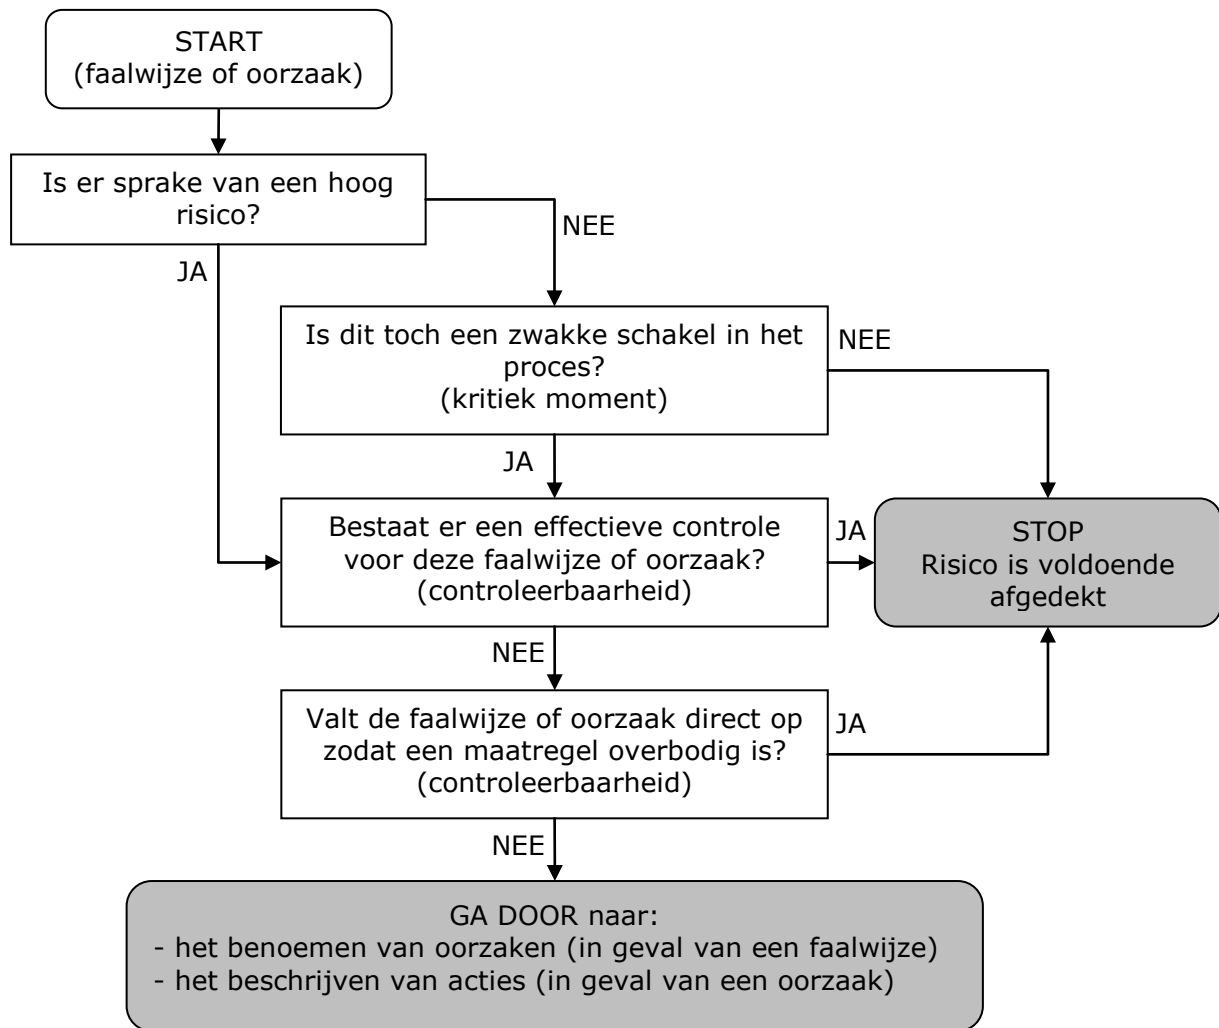 START
(faalwijze of oorzaak)
Is er sprake van een hoog
risico?
NEE
JA
Is dit toch een zwakke schakel in het
proces?
(kritiek moment)
NEE
JA
Bestaat er een effectieve controle
voor deze faalwijze of oorzaak?
(controleerbaarheid)
JA
STOP
Risico is voldoende
afgedekt
NEE
Valt de faalwijze of oorzaak direct op
zodat een maatregel overbodig is?
(controleerbaarheid)
JA
NEE
GA DOOR naar:
- het benoemen van oorzaken (in geval van een faalwijze)
- het beschrijven van acties (in geval van een oorzaak)